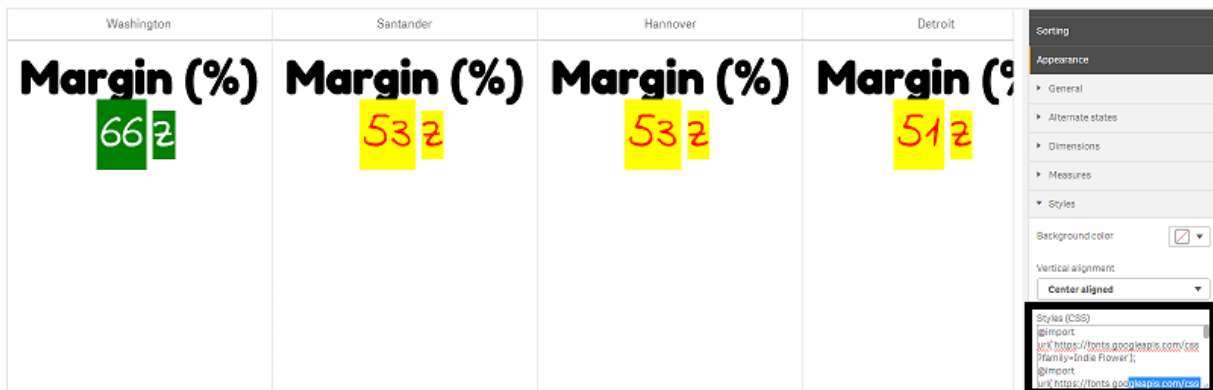 Washington Santander Hannover Detroit
Margin (%) Margin (%) Margin (%) Margin (%
66 z 53 z 53 z 51 z
Sorting
Appearance
General
Alternate states
Dimensions
Measures
Styles
Background color
Vertical alignment
Center aligned
Styles (CSS)
@import
url('https://fonts.googleapis.com/css
?family=Indie Flower');
@import
url('https://fonts.googleapis.com/css